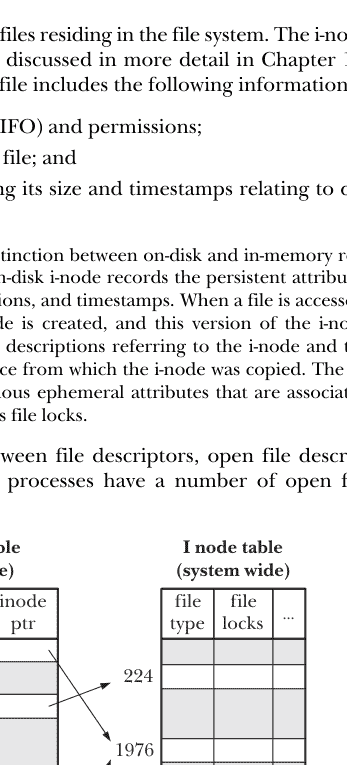 files residing in the file system. The i-no
discussed in more detail in Chapter
file includes the following information
IFO) and permissions;
file; and
ng its size and timestamps relating to
tinction between on-disk and in-memory r
n-disk i-node records the persistent attribu
ions, and timestamps. When a file is access
de is created, and this version of the i-no
descriptions referring to the i-node and t
ce from which the i-node was copied. The
ious ephemeral attributes that are associat
s file locks.
ween file descriptors, open file descr
processes have a number of open f
ble I node table
e) (system wide)
inode file file ...
ptr type locks
224
1976